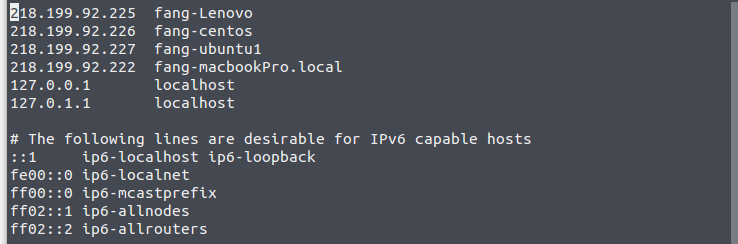 218.199.92.225  fang-Lenovo
218.199.92.226  fang-centos
218.199.92.227  fang-ubuntu1
218.199.92.222  fang-macbookPro.local
127.0.0.1       localhost
127.0.1.1       localhost

# The following lines are desirable for IPv6 capable hosts
::1     ip6-localhost ip6-loopback
fe00::0 ip6-localnet
ff00::0 ip6-mcastprefix
ff02::1 ip6-allnodes
ff02::2 ip6-allrouters